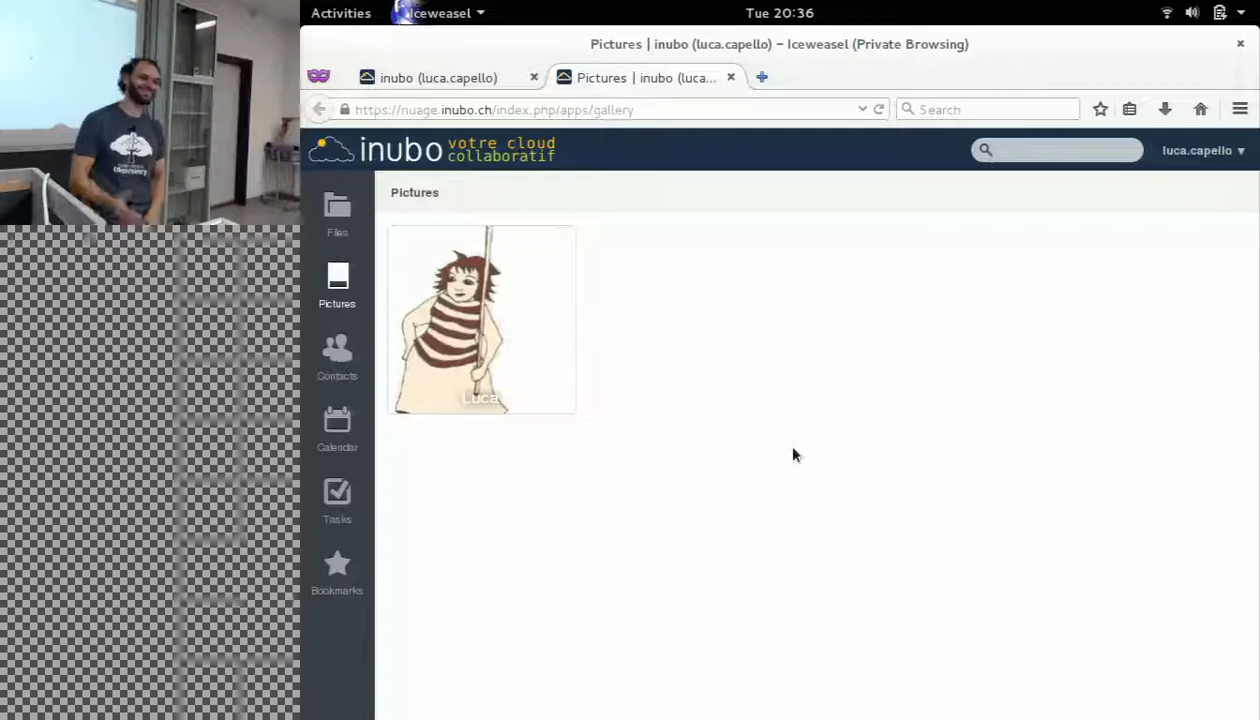 Activities Iceweasel Tue 20:36
Pictures | inubo (luca.capello) – Iceweasel (Private Browsing)
inubo (luca.capello)
Pictures | inubo (luca...
https://nuage.inubo.ch/index.php/apps/gallery
Search
inubo votre cloud
collaboratif
luca.capello
Files
Pictures
Contacts
Calendar
Tasks
Bookmarks
Pictures
Luca